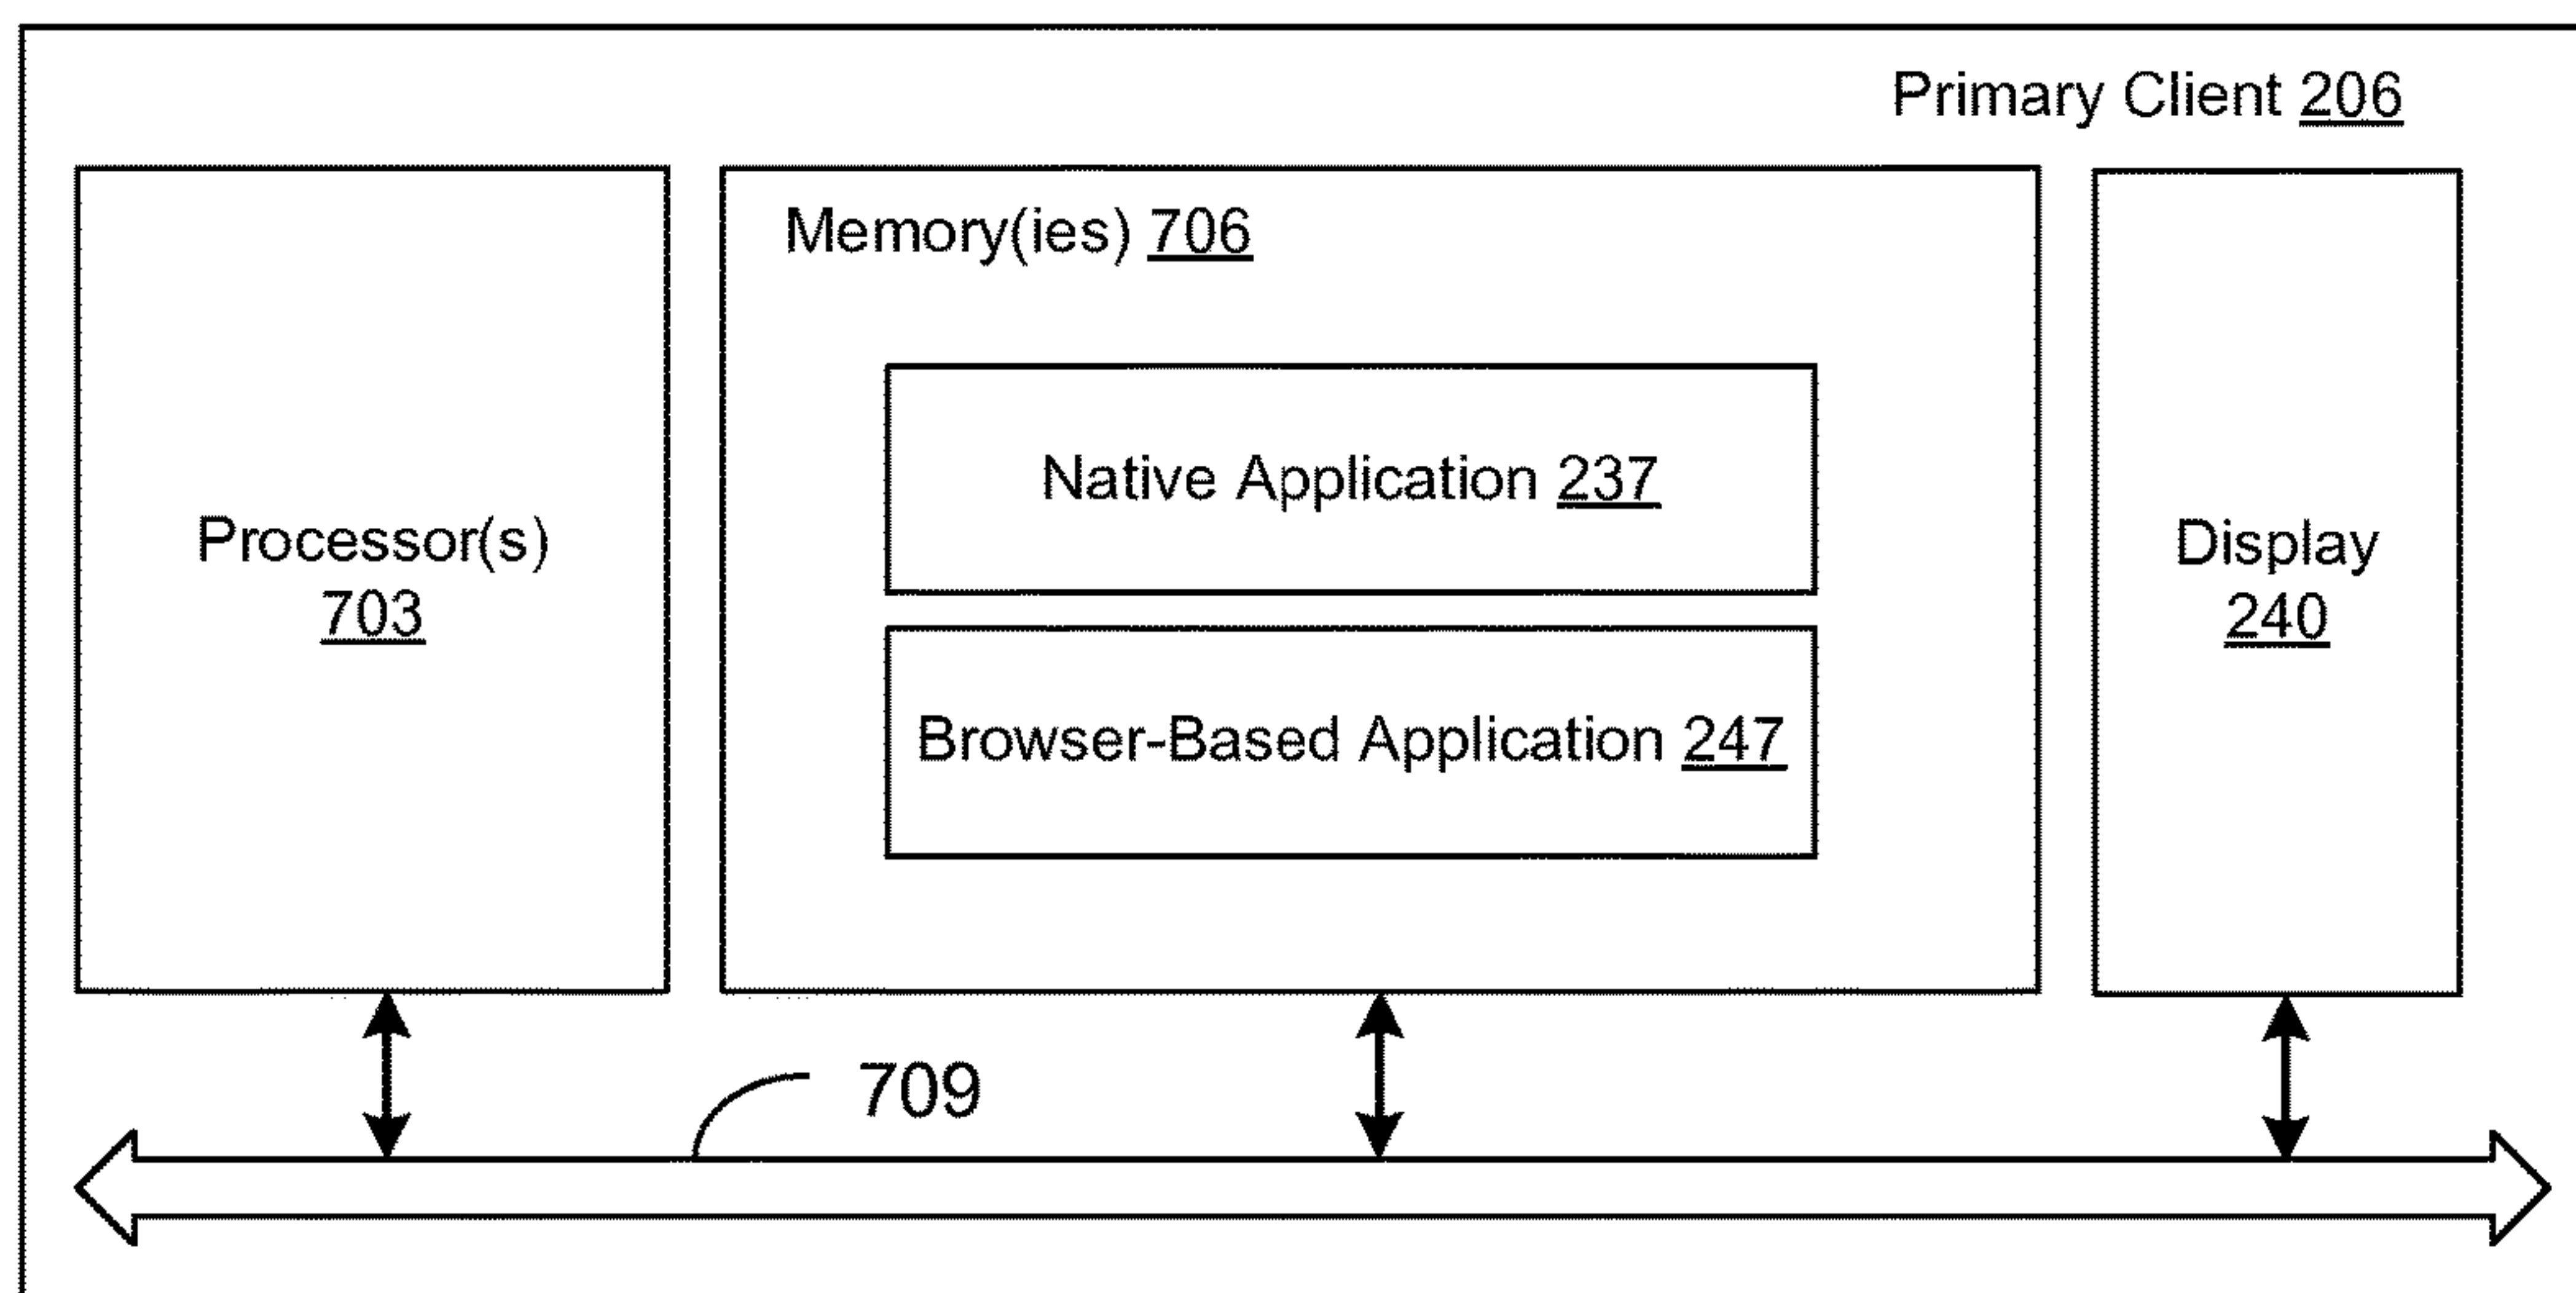 Primary Client 206
Memory(ies) 706
Native Application 237
Processor(s)
703
Display
240
Browser-Based Application 247
709